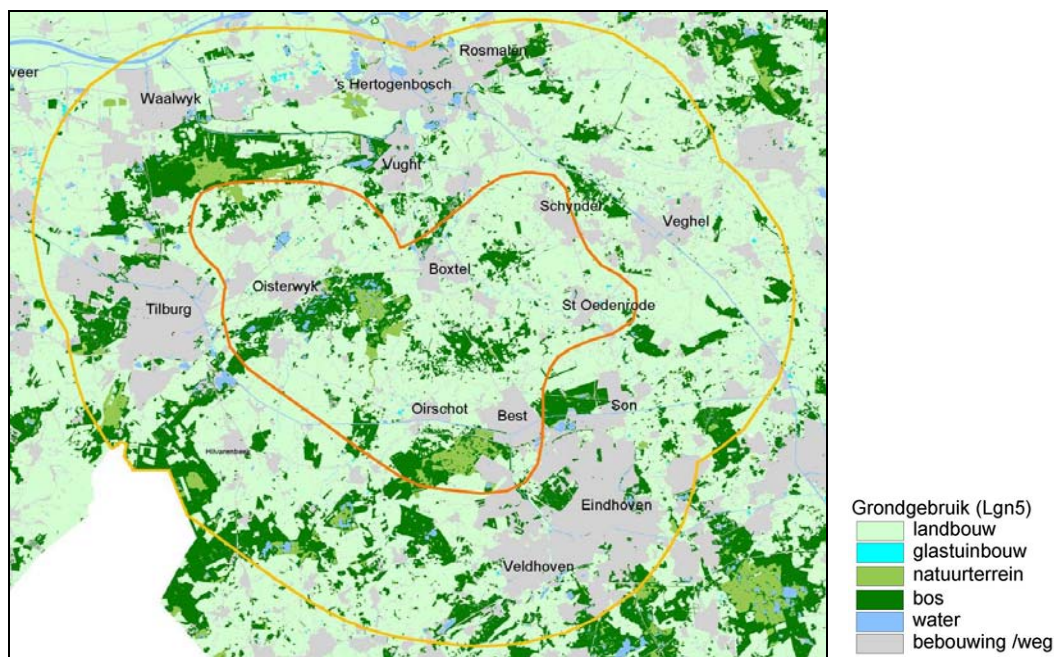 Rosmalen
veer
's Hertogenbosch
Waalwyk
Vught
Schyndel
Veghel
Boxtel
Oisterwyk
Tilburg
St Oedenrode
Oirschot
Best
Son
Hilvarenbeek
Eindhoven
Veldhoven
Grondgebruik (Lgn5)
landbouw
glastuinbouw
natuurterrein
bos
water
bebouwing /weg